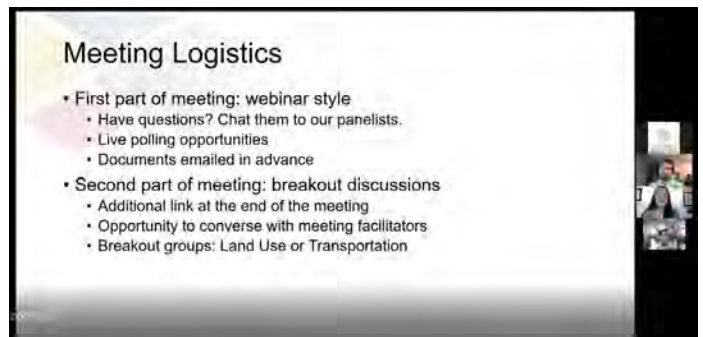 Meeting Logistics
• First part of meeting: webinar style
• Have questions? Chat them to our panelists.
• Live polling opportunities
• Documents emailed in advance
• Second part of meeting: breakout discussions
• Additional link at the end of the meeting
• Opportunity to converse with meeting facilitators
• Breakout groups: Land Use or Transportation